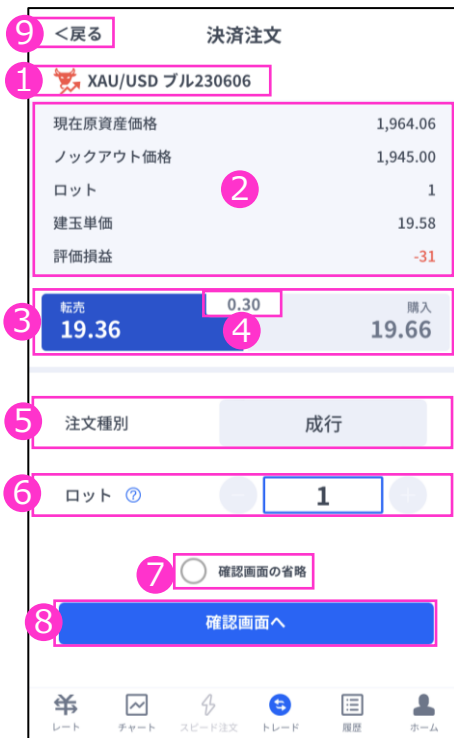 9 <戻る 決済注文
1 XAU/USD ブル230606
現在原資産価格 1,964.06
ノックアウト価格 1,945.00
ロット 2 1
建玉単価 19.58
評価損益 -31
転売 0.30 購入
3 19.36 4 19.66
5 注文種別 成行
6 ロット ? - 1 +
7 確認画面の省略
8 確認画面へ
レート チャート スピード注文 トレード 履歴 ホーム